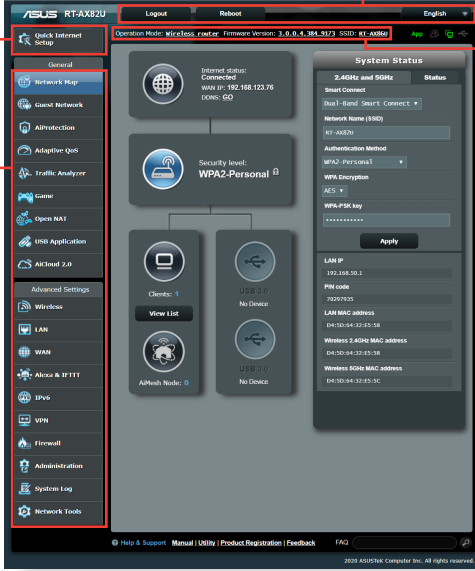 ASUS RT-AX82U
Logout
Reboot
English
Quick Internet
Setup
Operation Mode: Wireless router Firmware Version: 3.0.0.4.384_9173 SSID: RT-AX86U
App
General
Network Map
Guest Network
AiProtection
Adaptive QoS
Traffic Analyzer
Game
Open NAT
USB Application
AiCloud 2.0
Advanced Settings
Wireless
LAN
WAN
Alexa & IFTTT
IPv6
VPN
Firewall
Administration
System Log
Network Tools
Internet status:
Connected
WAN IP: 192.168.123.76
DDNS: GO
Security level:
WPA2-Personal
Clients: 1
View List
AiMesh Node: 0
USB 3.0
No Device
USB 3.0
No Device
System Status
2.4GHz and 5GHz
Status
Smart Connect
Dual-Band Smart Connect
Network Name (SSID)
RT-AX82U
Authentication Method
WPA2-Personal
WPA Encryption
AES
WPA-PSK key
Apply
LAN IP
192.168.50.1
PIN code
70297935
LAN MAC address
D4:5D:64:32:E5:58
Wireless 2.4GHz MAC address
D4:5D:64:32:E5:58
Wireless 5GHz MAC address
D4:5D:64:32:E5:5C
Help & Support Manual | Utility | Product Registration | Feedback FAQ
2020 ASUSTeK Computer Inc. All rights reserved.